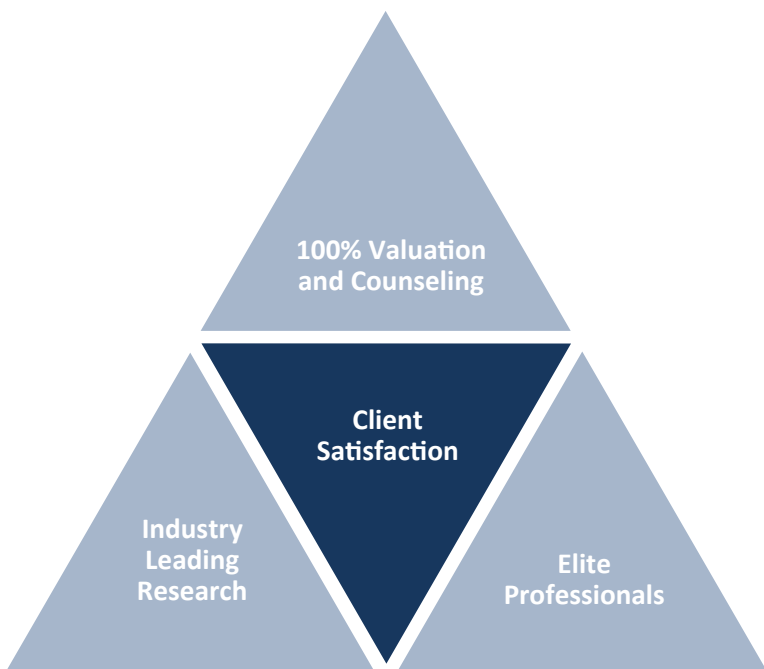 100% Valuation
and Counseling
Client
Satisfaction
Industry
Leading
Research
Elite
Professionals